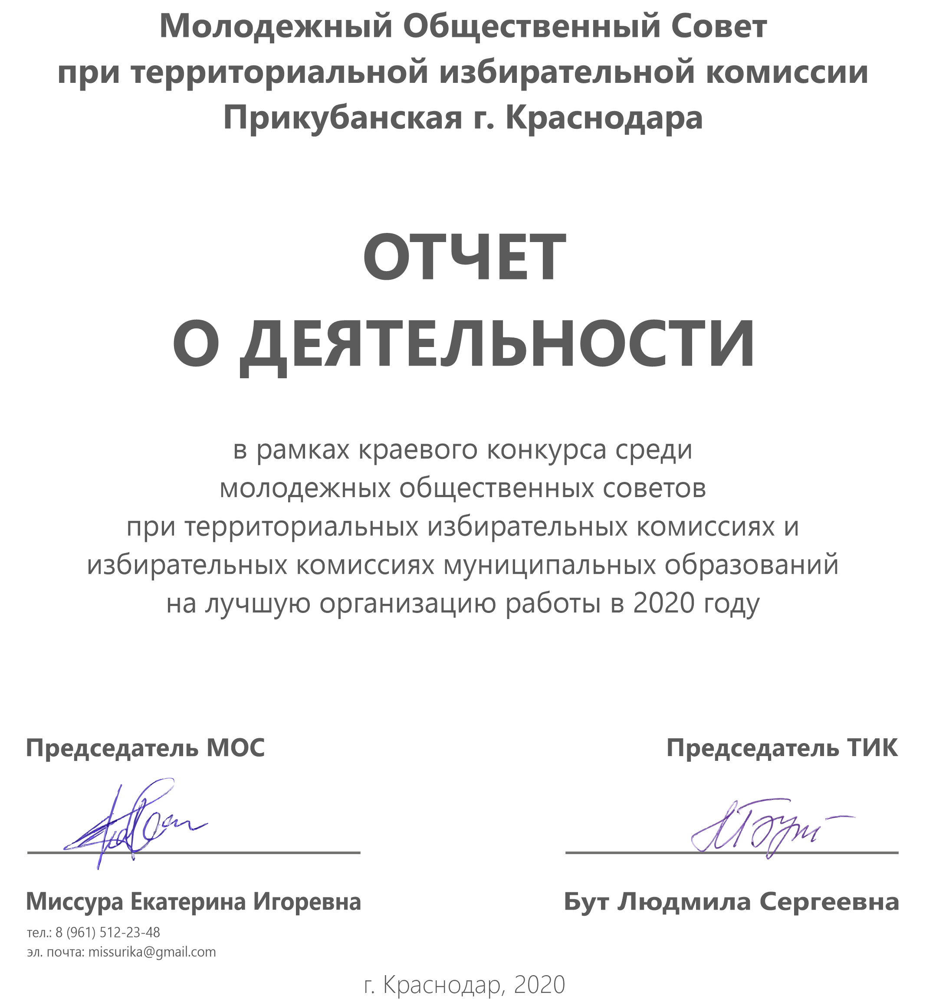 Молодежный Общественный Совет
при территориальной избирательной комиссии
Прикубанская г. Краснодара
ОТЧЕТ
О ДЕЯТЕЛЬНОСТИ
в рамках краевого конкурса среди
молодежных общественных советов
при территориальных избирательных комиссиях и
избирательных комиссиях муниципальных образований
на лучшую организацию работы в 2020 году
Председатель МОС
Председатель ТИК
Миссура Екатерина Игоревна
Бут Людмила Сергеевна
тел.: 8 (961) 512-23-48
эл. почта: missurika@gmail.com
г. Краснодар, 2020